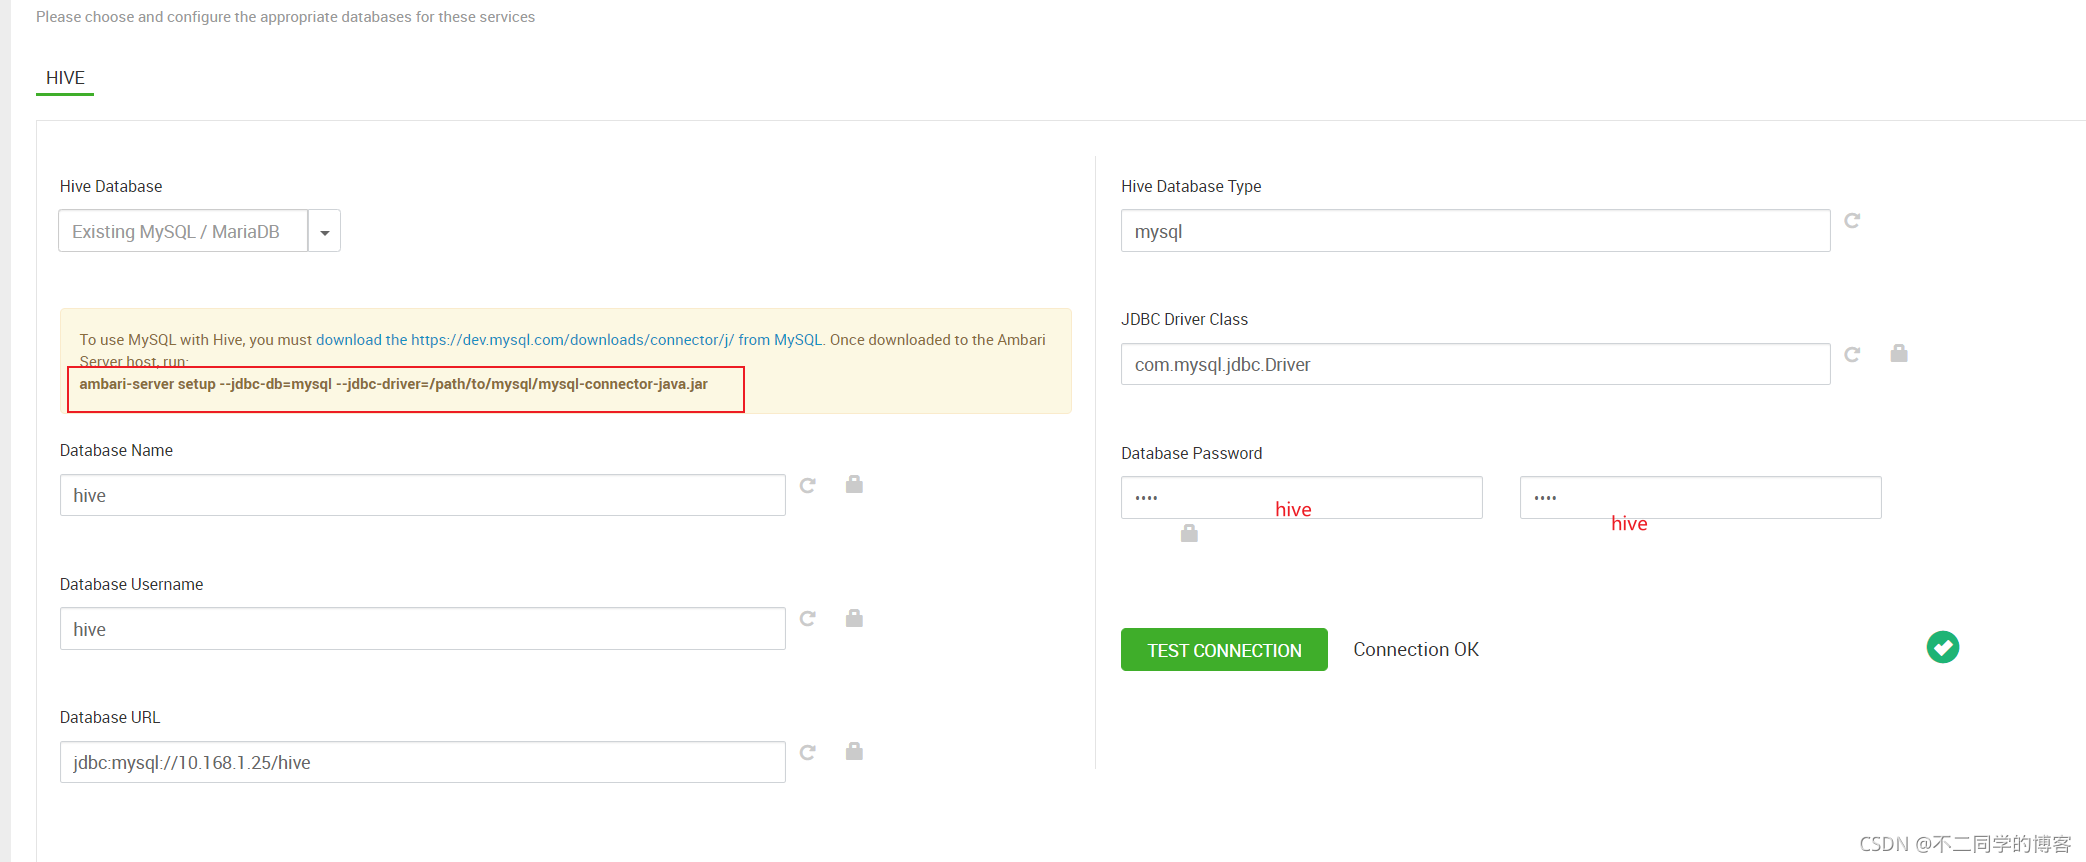 Please choose and configure the appropriate databases for these services
HIVE
Hive Database
Existing MySQL / MariaDB
To use MySQL with Hive, you must download the https://dev.mysql.com/downloads/connector/j/ from MySQL. Once downloaded to the Ambari
Server host, run:
ambari-server setup --jdbc-db=mysql --jdbc-driver=/path/to/mysql/mysql-connector-java.jar
Database Name
hive
Database Username
hive
Database URL
jdbc:mysql://10.168.1.25/hive
Hive Database Type
mysql
JDBC Driver Class
com.mysql.jdbc.Driver
Database Password
•••• ••••
hive hive
TEST CONNECTION Connection OK
CSDN @不二同学的博客